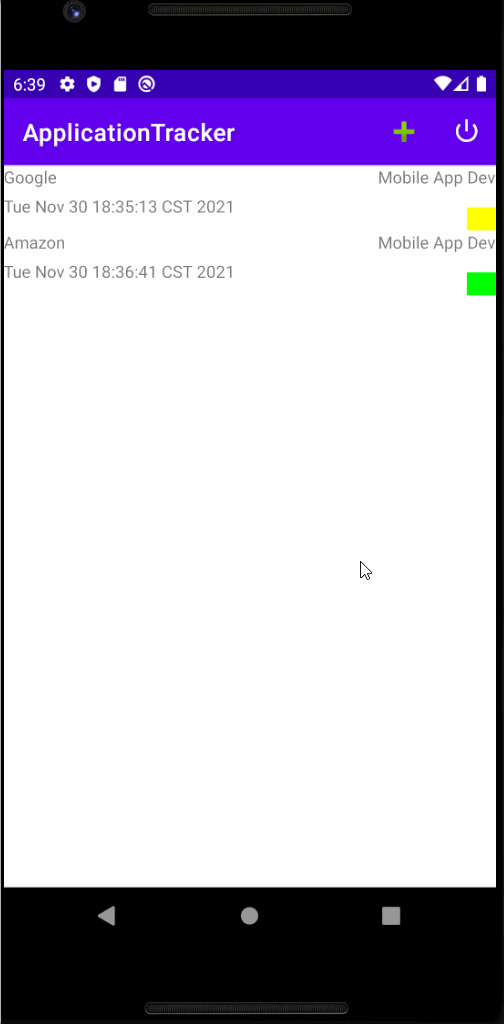 6:39
ApplicationTracker
Google Mobile App Dev
Tue Nov 30 18:35:13 CST 2021
Amazon Mobile App Dev
Tue Nov 30 18:36:41 CST 2021